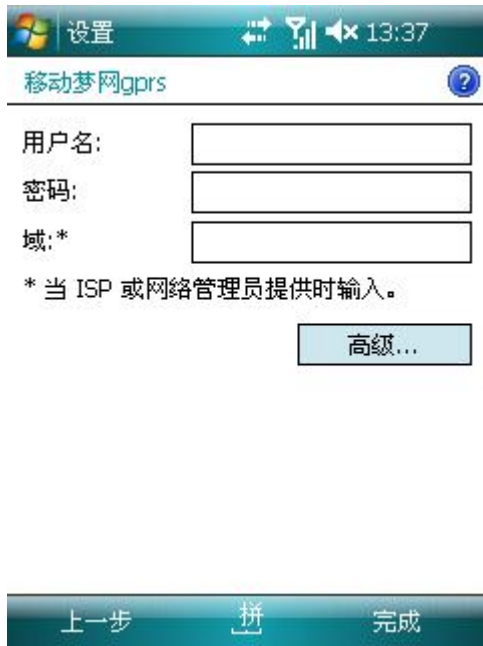 设置 13:37
移动梦网gprs ?
用户名:
密码:
域:*
* 当 ISP 或网络管理员提供时输入。
高级...
上一步 拼 完成